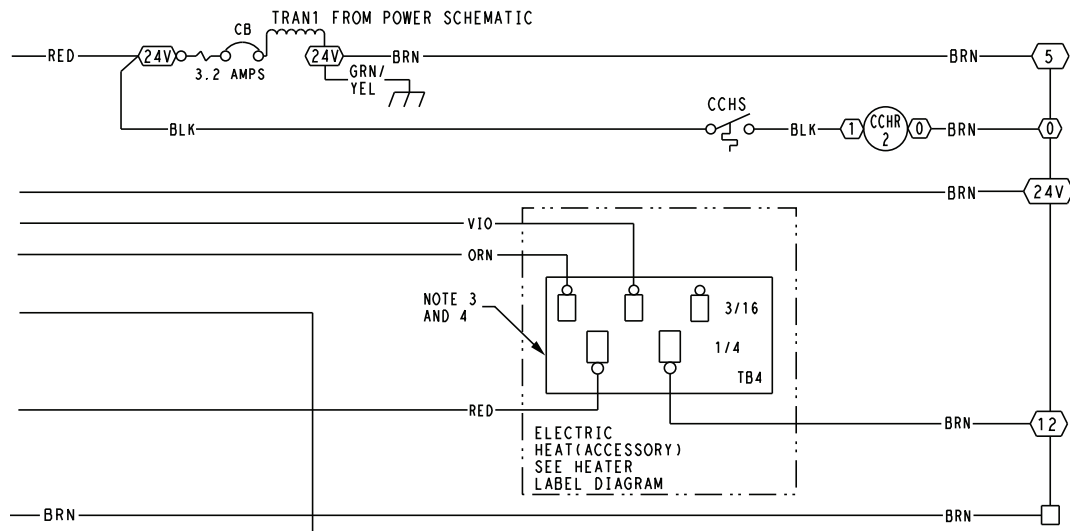 TRAN1 FROM POWER SCHEMATIC
CB
RED 24V 24V BRN BRN 5
3.2 AMPS
GRN/
YEL
CCHS
BLK BLK 1 CCHR 0 BRN 0
2
BRN 24V
VIO
ORN
NOTE 3
AND 4
3/16
1/4
TB4
RED
BRN 12
ELECTRIC
HEAT(ACCESSORY)
SEE HEATER
LABEL DIAGRAM
BRN BRN